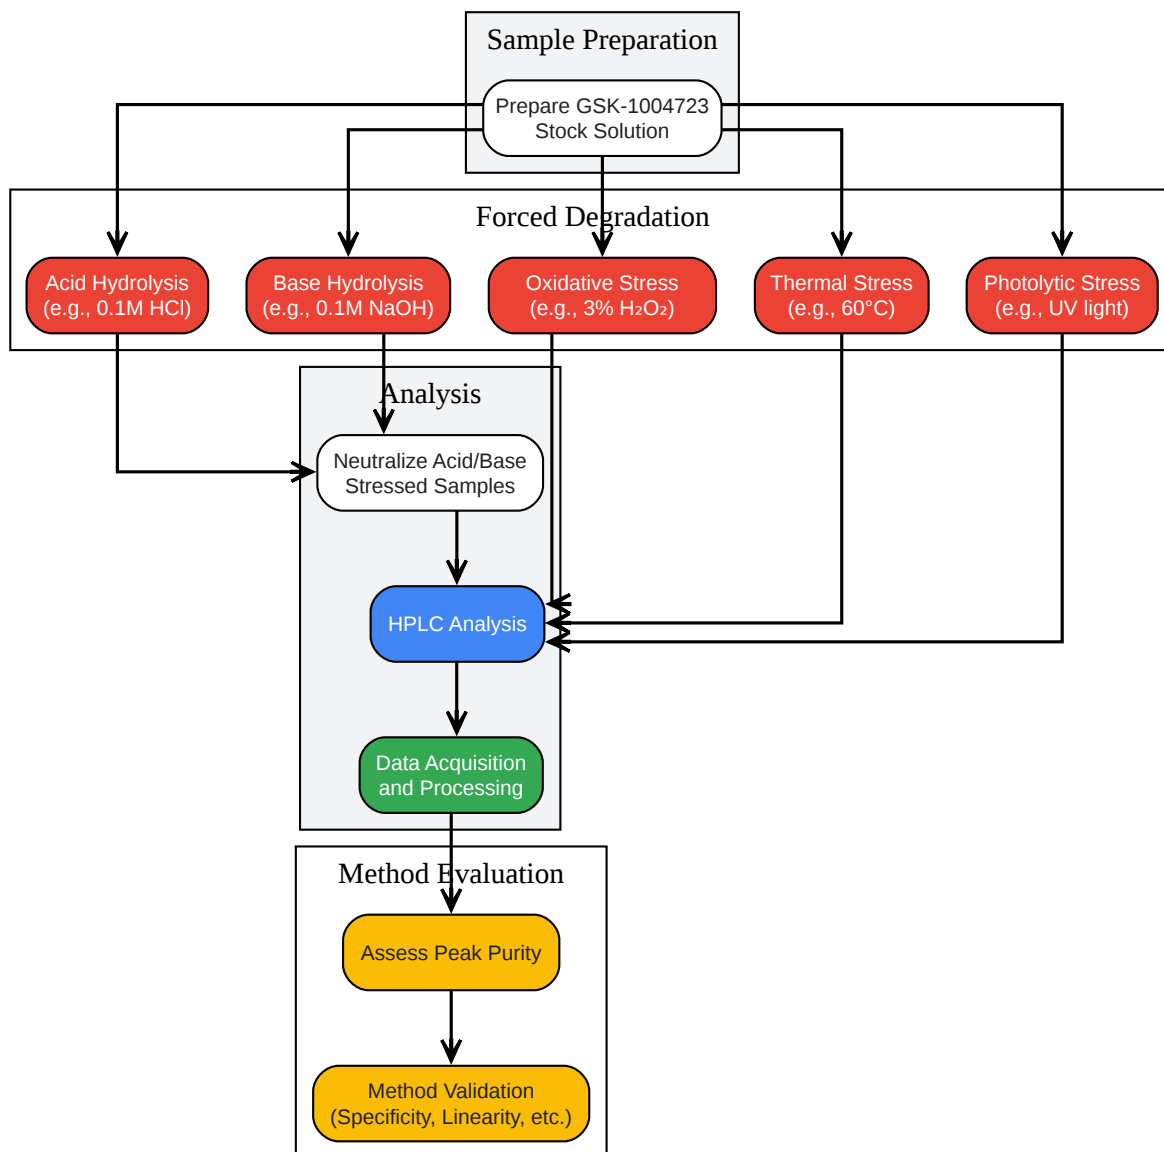 Sample Preparation
Prepare GSK-1004723
Stock Solution
Forced Degradation
Acid Hydrolysis
(e.g., 0.1M HCl)
Base Hydrolysis
(e.g., 0.1M NaOH)
Oxidative Stress
(e.g., 3% H₂O₂)
Thermal Stress
(e.g., 60°C)
Photolytic Stress
(e.g., UV light)
Analysis
Neutralize Acid/Base
Stressed Samples
HPLC Analysis
Data Acquisition
and Processing
Method Evaluation
Assess Peak Purity
Method Validation
(Specificity, Linearity, etc.)